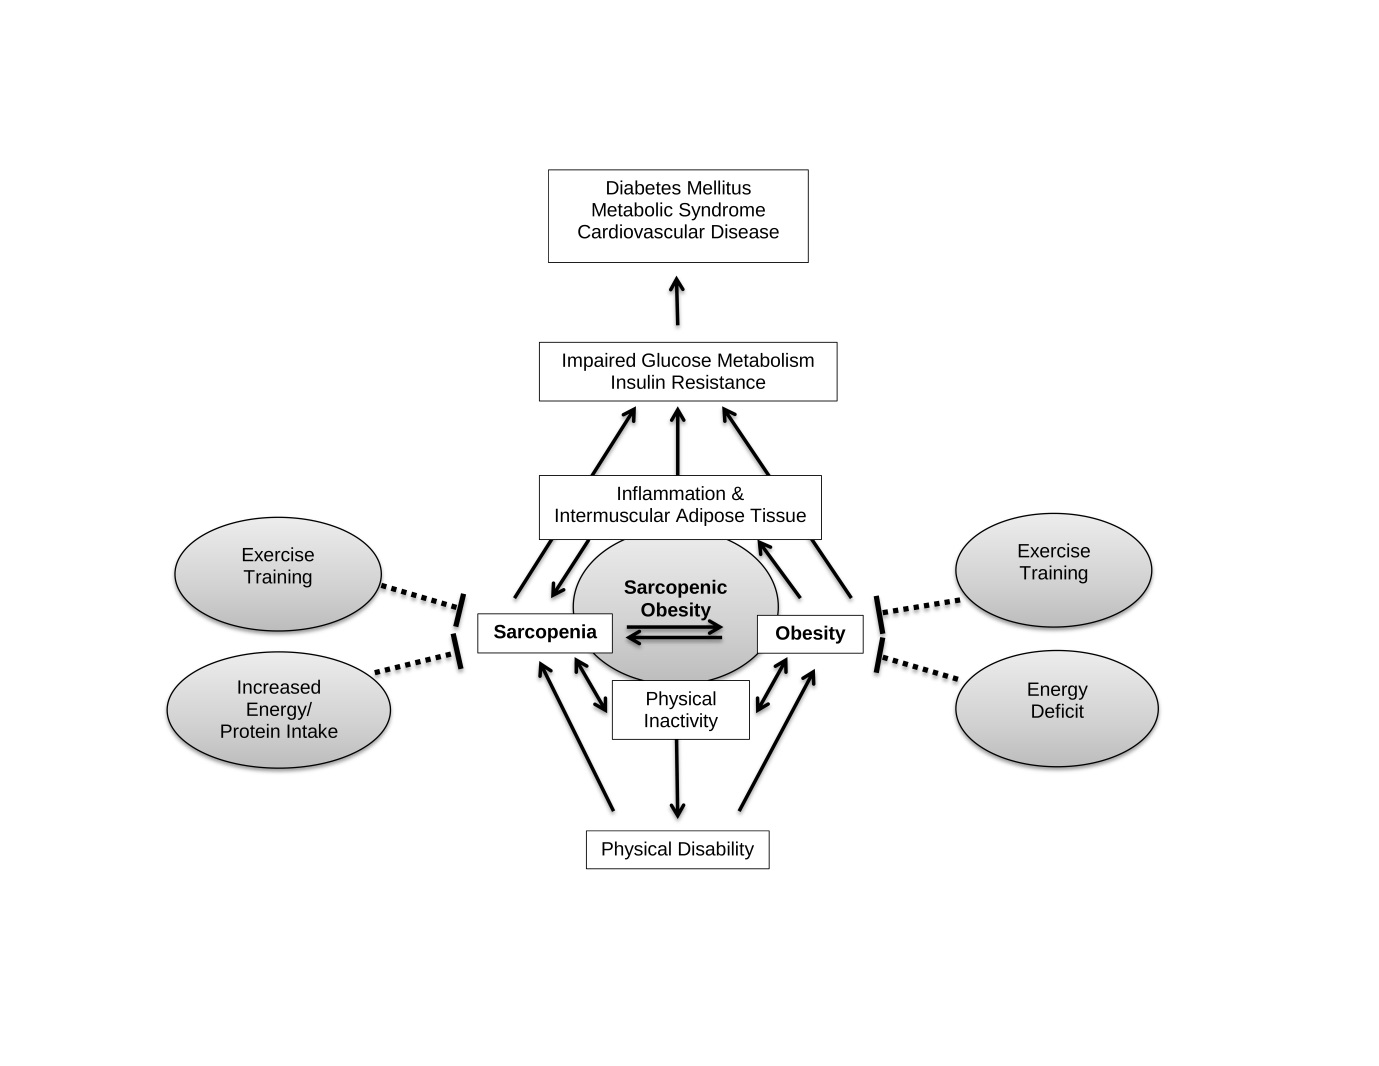 Diabetes Mellitus
Metabolic Syndrome
Cardiovascular Disease
Impaired Glucose Metabolism
Insulin Resistance
Inflammation &
Intermuscular Adipose Tissue
Exercise
Training
Increased
Energy/
Protein Intake
Sarcopenic
Obesity
Sarcopenia
Obesity
Physical
Inactivity
Physical Disability
Exercise
Training
Energy
Deficit